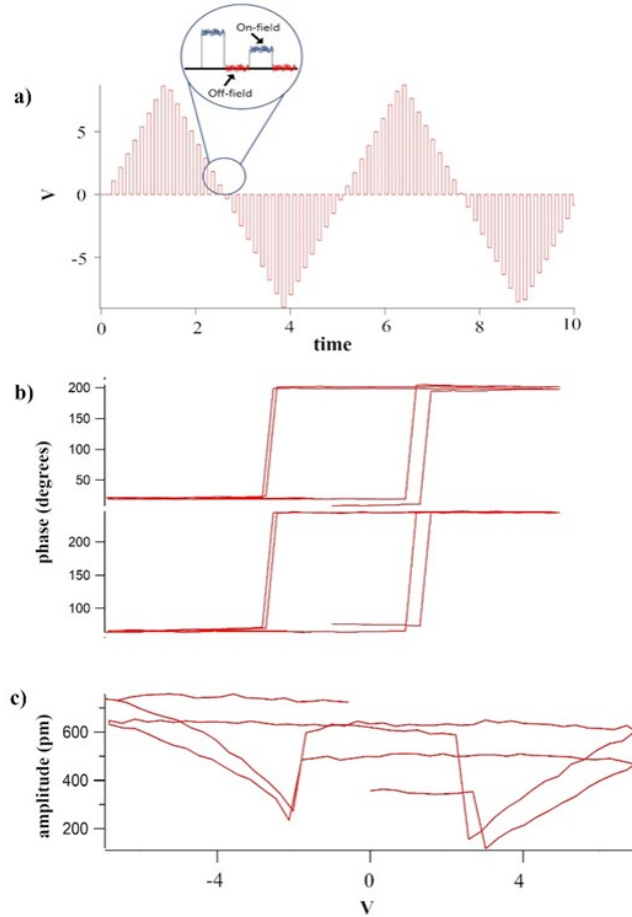 On-field
Off-field
a)
5
0
-5
V
0 2 4 6 8 10
time
b)
200
150
100
50
200
150
100
phase (degrees)
c)
600
400
200
amplitude (pm)
-4 0 4
V